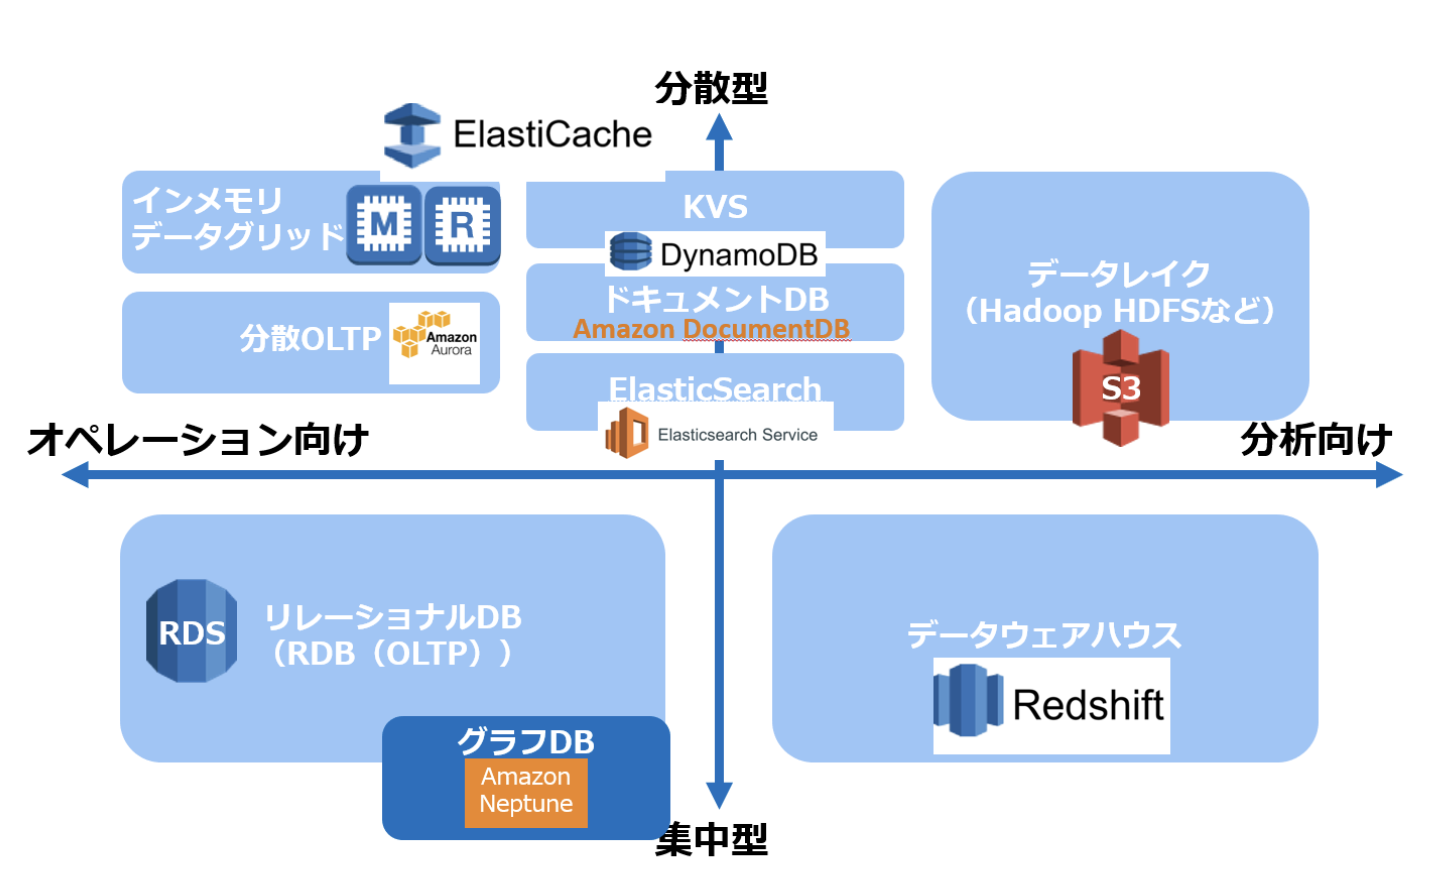 分散型
ElastiCache
インメモリ
データグリッド
M
R
KVS
DynamoDB
ドキュメントDB
Amazon DocumentDB
データレイク
（Hadoop HDFSなど）
S3
分散OLTP
Amazon
Aurora
ElasticSearch
Elasticsearch Service
オペレーション向け
分析向け
RDS
リレーショナルDB
（RDB（OLTP））
データウェアハウス
Redshift
グラフDB
Amazon
Neptune
集中型